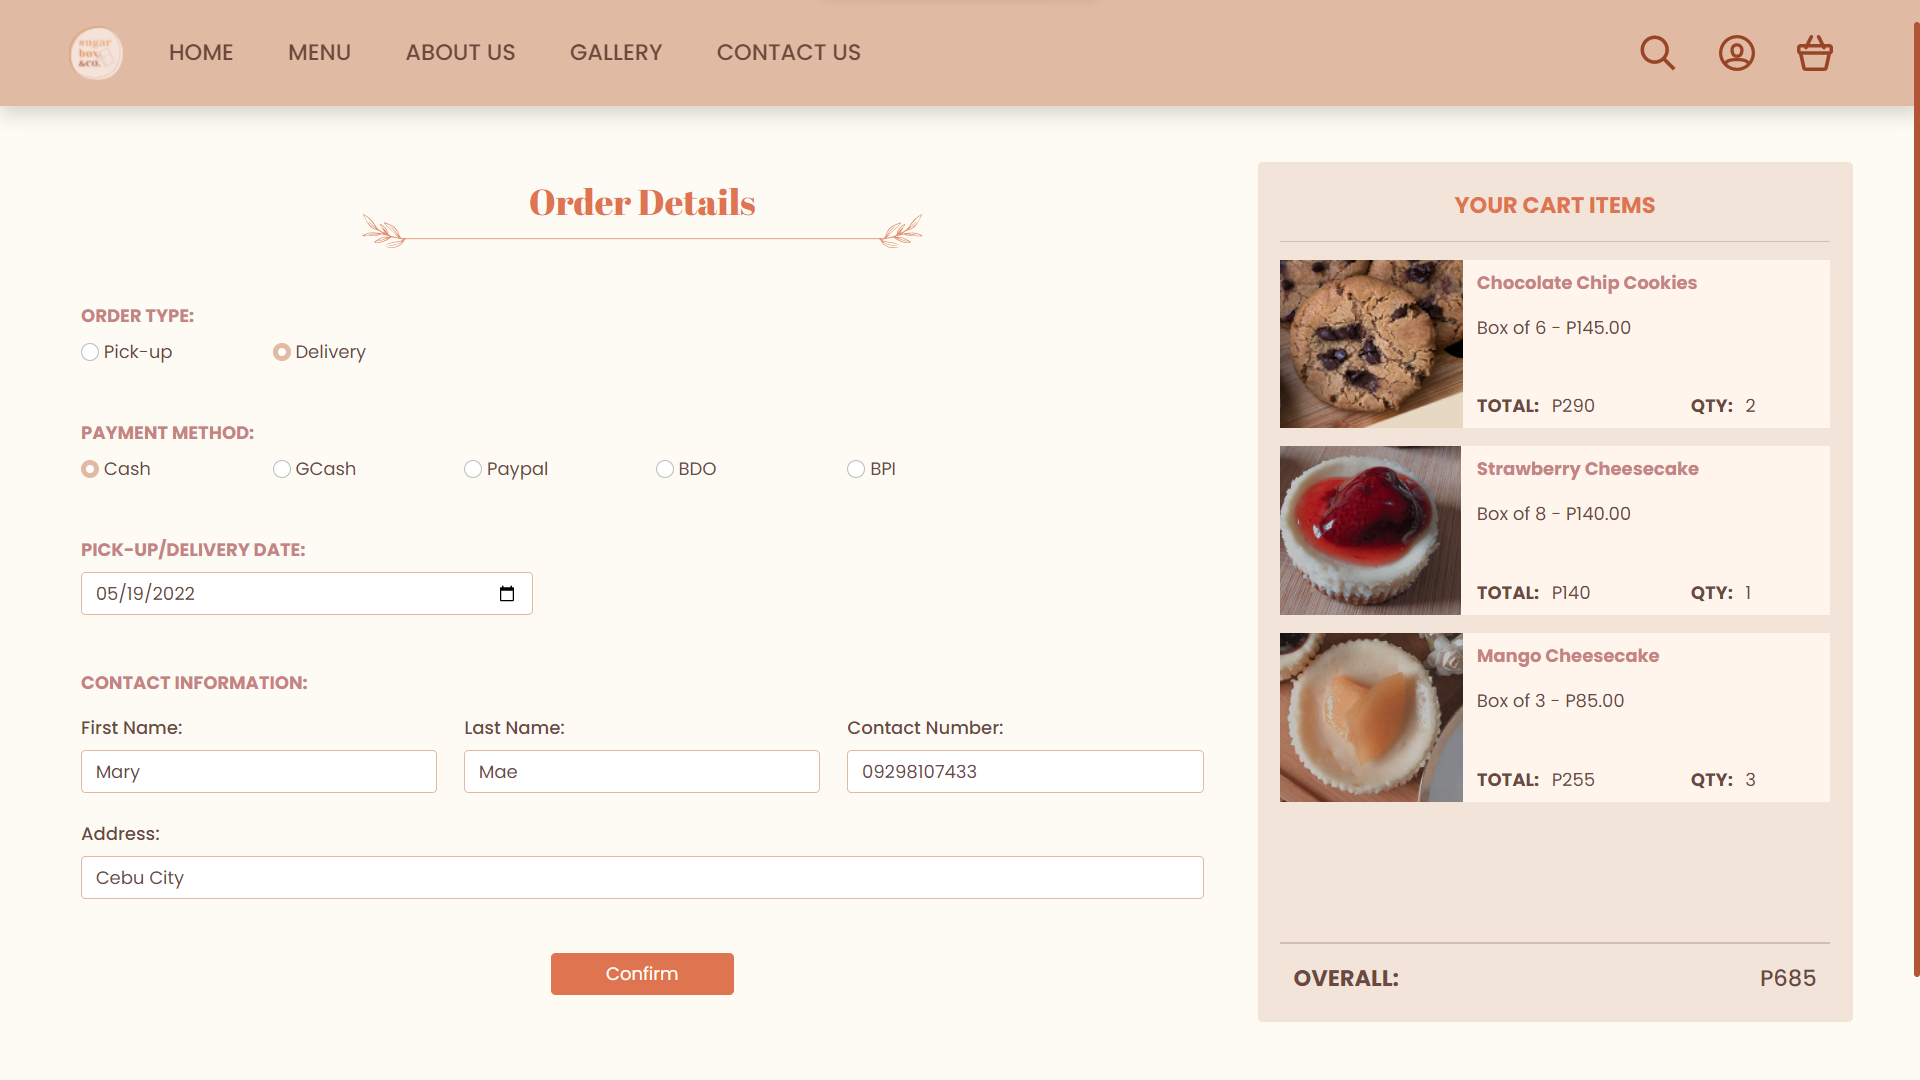 sugar
box
&co.
HOME MENU ABOUT US GALLERY CONTACT US
Order Details
ORDER TYPE:
Pick-up Delivery
PAYMENT METHOD:
Cash GCash Paypal BDO BPI
PICK-UP/DELIVERY DATE:
05/19/2022
CONTACT INFORMATION:
First Name: Last Name: Contact Number:
Mary Mae 09298107433
Address:
Cebu City
Confirm
YOUR CART ITEMS
Chocolate Chip Cookies
Box of 6 - P145.00
TOTAL: P290 QTY: 2
Strawberry Cheesecake
Box of 8 - P140.00
TOTAL: P140 QTY: 1
Mango Cheesecake
Box of 3 - P85.00
TOTAL: P255 QTY: 3
OVERALL: P685